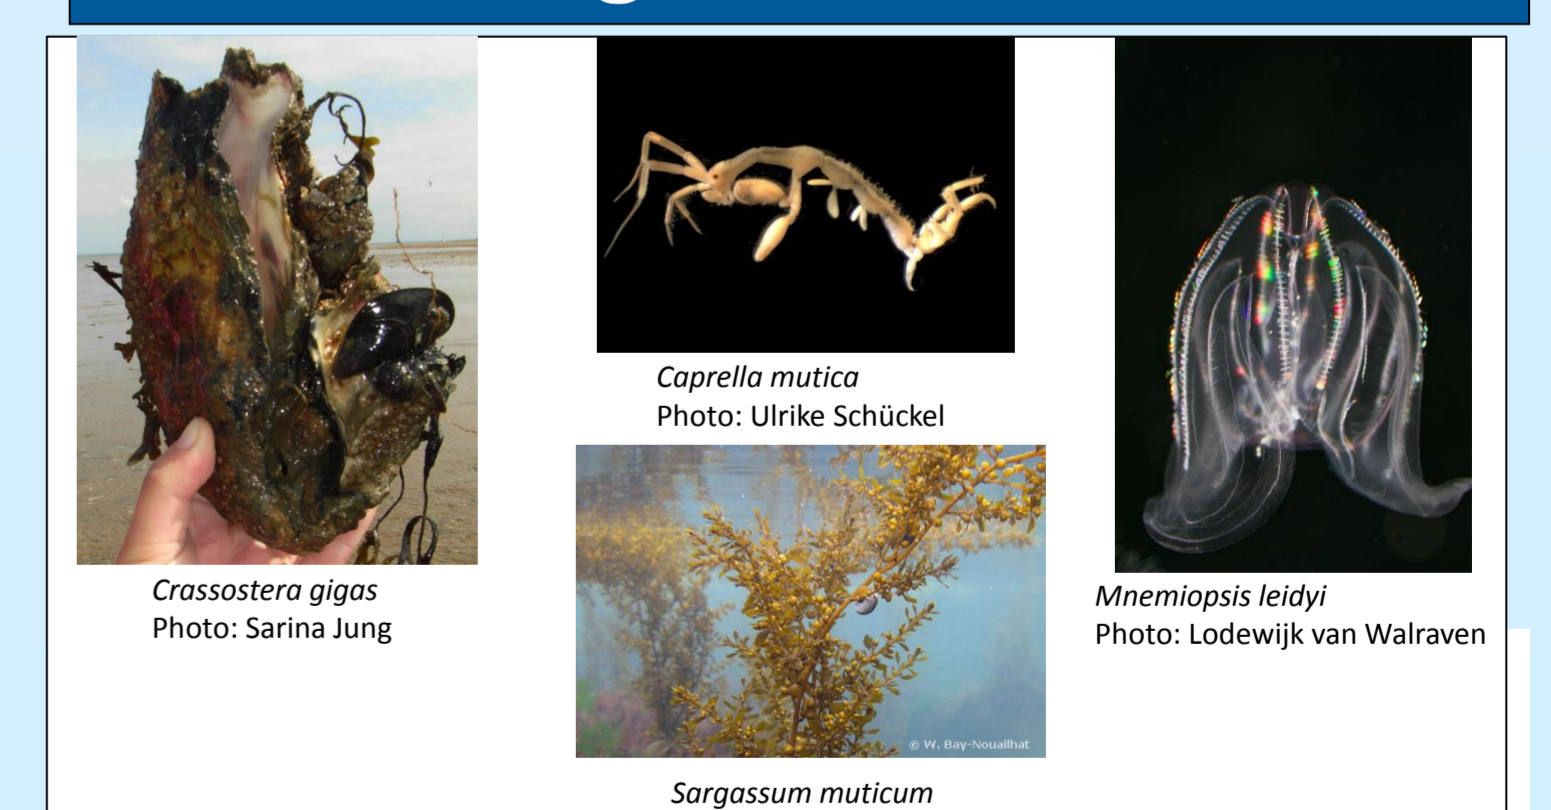 Crassostera gigas
Photo: Sarina Jung
Caprella mutica
Photo: Ulrike Schückel
© W. Bay-Nouailhat
Sargassum muticum
Mnemiopsis leidyi
Photo: Lodewijk van Walraven